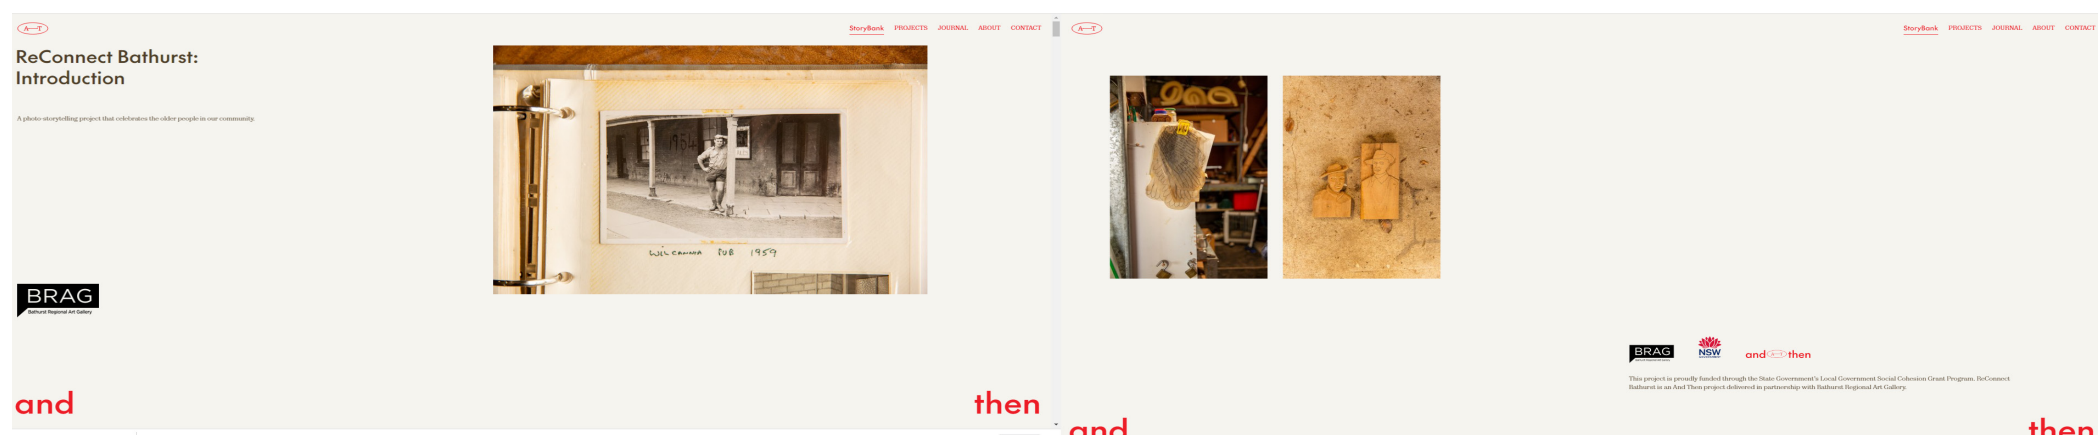 A—T
StoryBank PROJECTS JOURNAL ABOUT CONTACT
ReConnect Bathurst:
Introduction
A photo-storytelling project that celebrates the older people in our community.
1954
WILCANNIA PUB 1959
BRAG
Bathurst Regional Art Gallery
and then
A—T
StoryBank PROJECTS JOURNAL ABOUT CONTACT
BRAG
NSW
and A—T then
This project is proudly funded through the State Government's Local Government Social Cohesion Grant Program. ReConnect
Bathurst is an And Then project delivered in partnership with Bathurst Regional Art Gallery.
and then